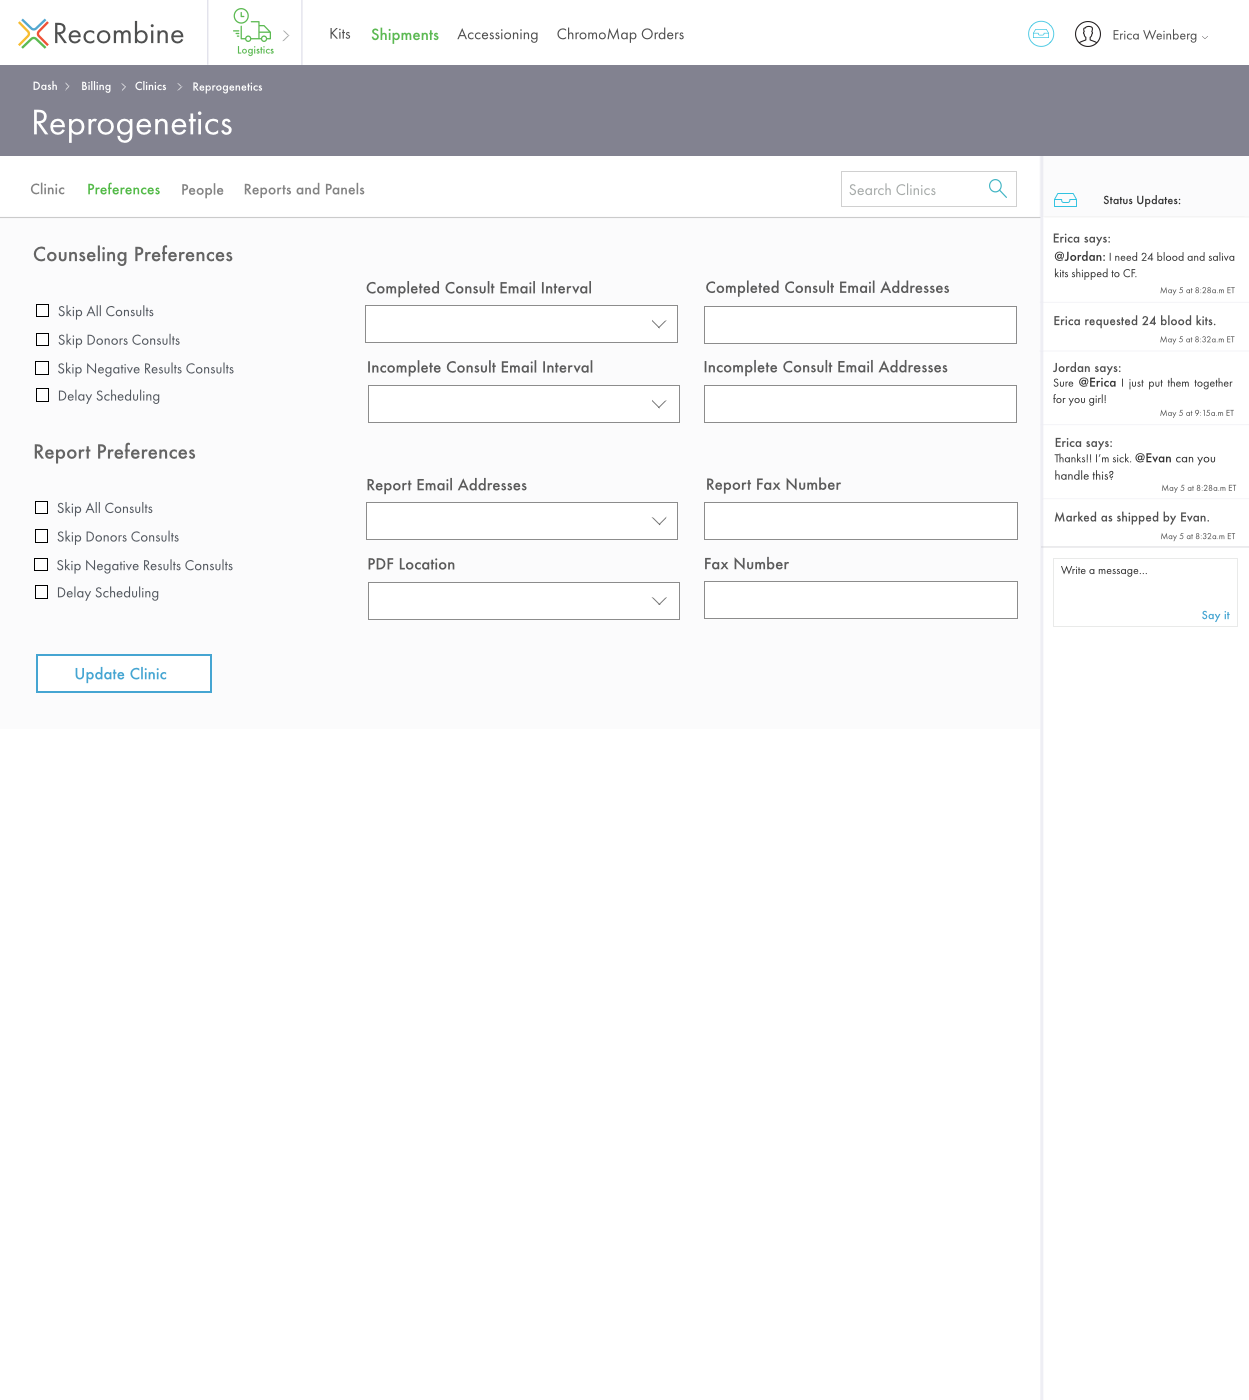 Recombine
Logistics
Kits
Shipments
Accessioning
ChromoMap Orders
Erica Weinberg
Dash
Billing
Clinics
Reprogenetics
Reprogenetics
Clinic
Preferences
People
Reports and Panels
Search Clinics
Counseling Preferences
Skip All Consults
Skip Donors Consults
Skip Negative Results Consults
Delay Scheduling
Completed Consult Email Interval
Completed Consult Email Addresses
Incomplete Consult Email Interval
Incomplete Consult Email Addresses
Report Preferences
Skip All Consults
Skip Donors Consults
Skip Negative Results Consults
Delay Scheduling
Report Email Addresses
Report Fax Number
PDF Location
Fax Number
Update Clinic
Status Updates:
Erica says:
@Jordan: I need 24 blood and saliva
kits shipped to CF.
May 5 at 8:28a.m ET
Erica requested 24 blood kits.
May 5 at 8:32a.m ET
Jordan says:
Sure @Erica I just put them together
for you girl!
May 5 at 9:15a.m ET
Erica says:
Thanks!! I'm sick. @Evan can you
handle this?
May 5 at 8:28a.m ET
Marked as shipped by Evan.
May 5 at 8:32a.m ET
Write a message...
Say it